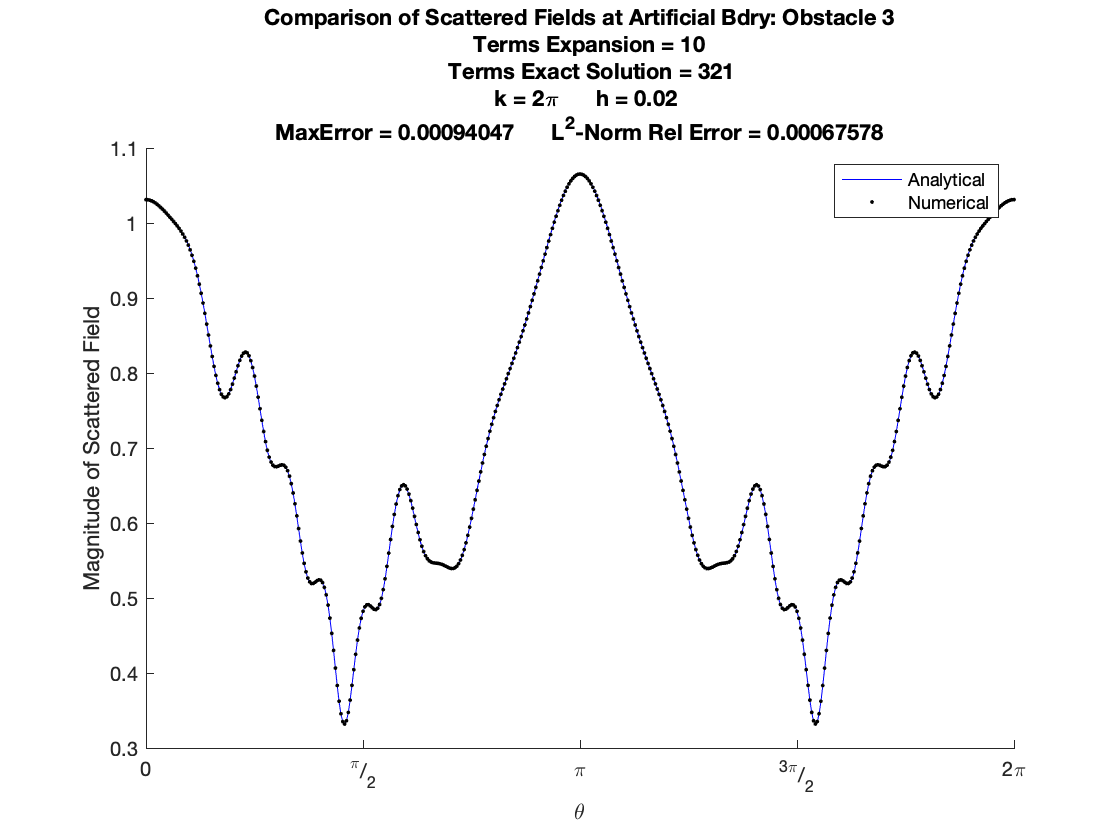 Comparison of Scattered Fields at Artificial Bdry: Obstacle 3
Terms Expansion = 10
Terms Exact Solution = 321
k = 2π h = 0.02
MaxError = 0.00094047 L²-Norm Rel Error = 0.00067578
1.1
1
0.9
0.8
0.7
0.6
0.5
0.4
0.3
Magnitude of Scattered Field
Analytical
Numerical
0 π/2 π 3π/2 2π
θ